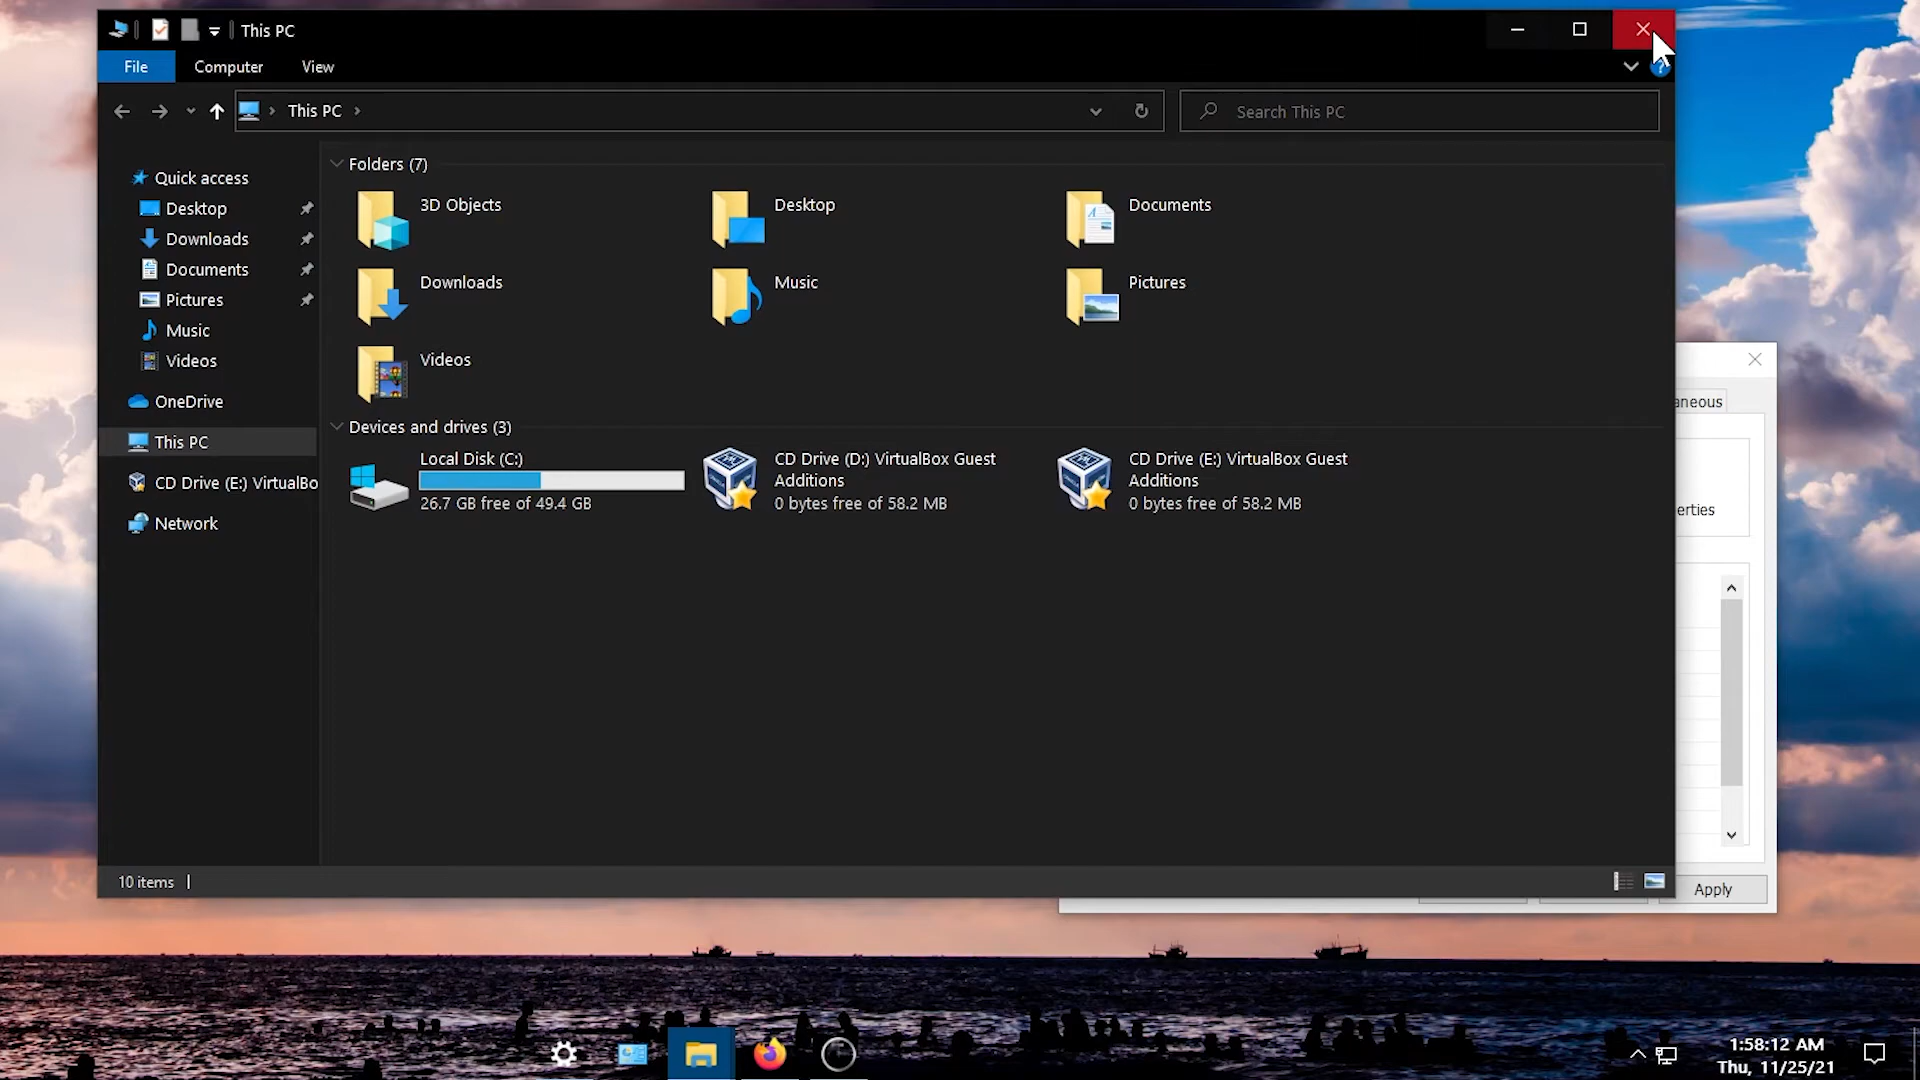 This PC
File
Computer
View
?
This PC
Search This PC
Quick access
Desktop
Downloads
Documents
Pictures
Music
Videos
OneDrive
This PC
CD Drive (E:) VirtualBo
Network
Folders (7)
3D Objects
Desktop
Documents
Downloads
Music
Pictures
Videos
Devices and drives (3)
Local Disk (C:)
26.7 GB free of 49.4 GB
CD Drive (D:) VirtualBox Guest
Additions
0 bytes free of 58.2 MB
CD Drive (E:) VirtualBox Guest
Additions
0 bytes free of 58.2 MB
10 items
aneous
erties
Apply
1:58:12 AM
Thu, 11/25/21